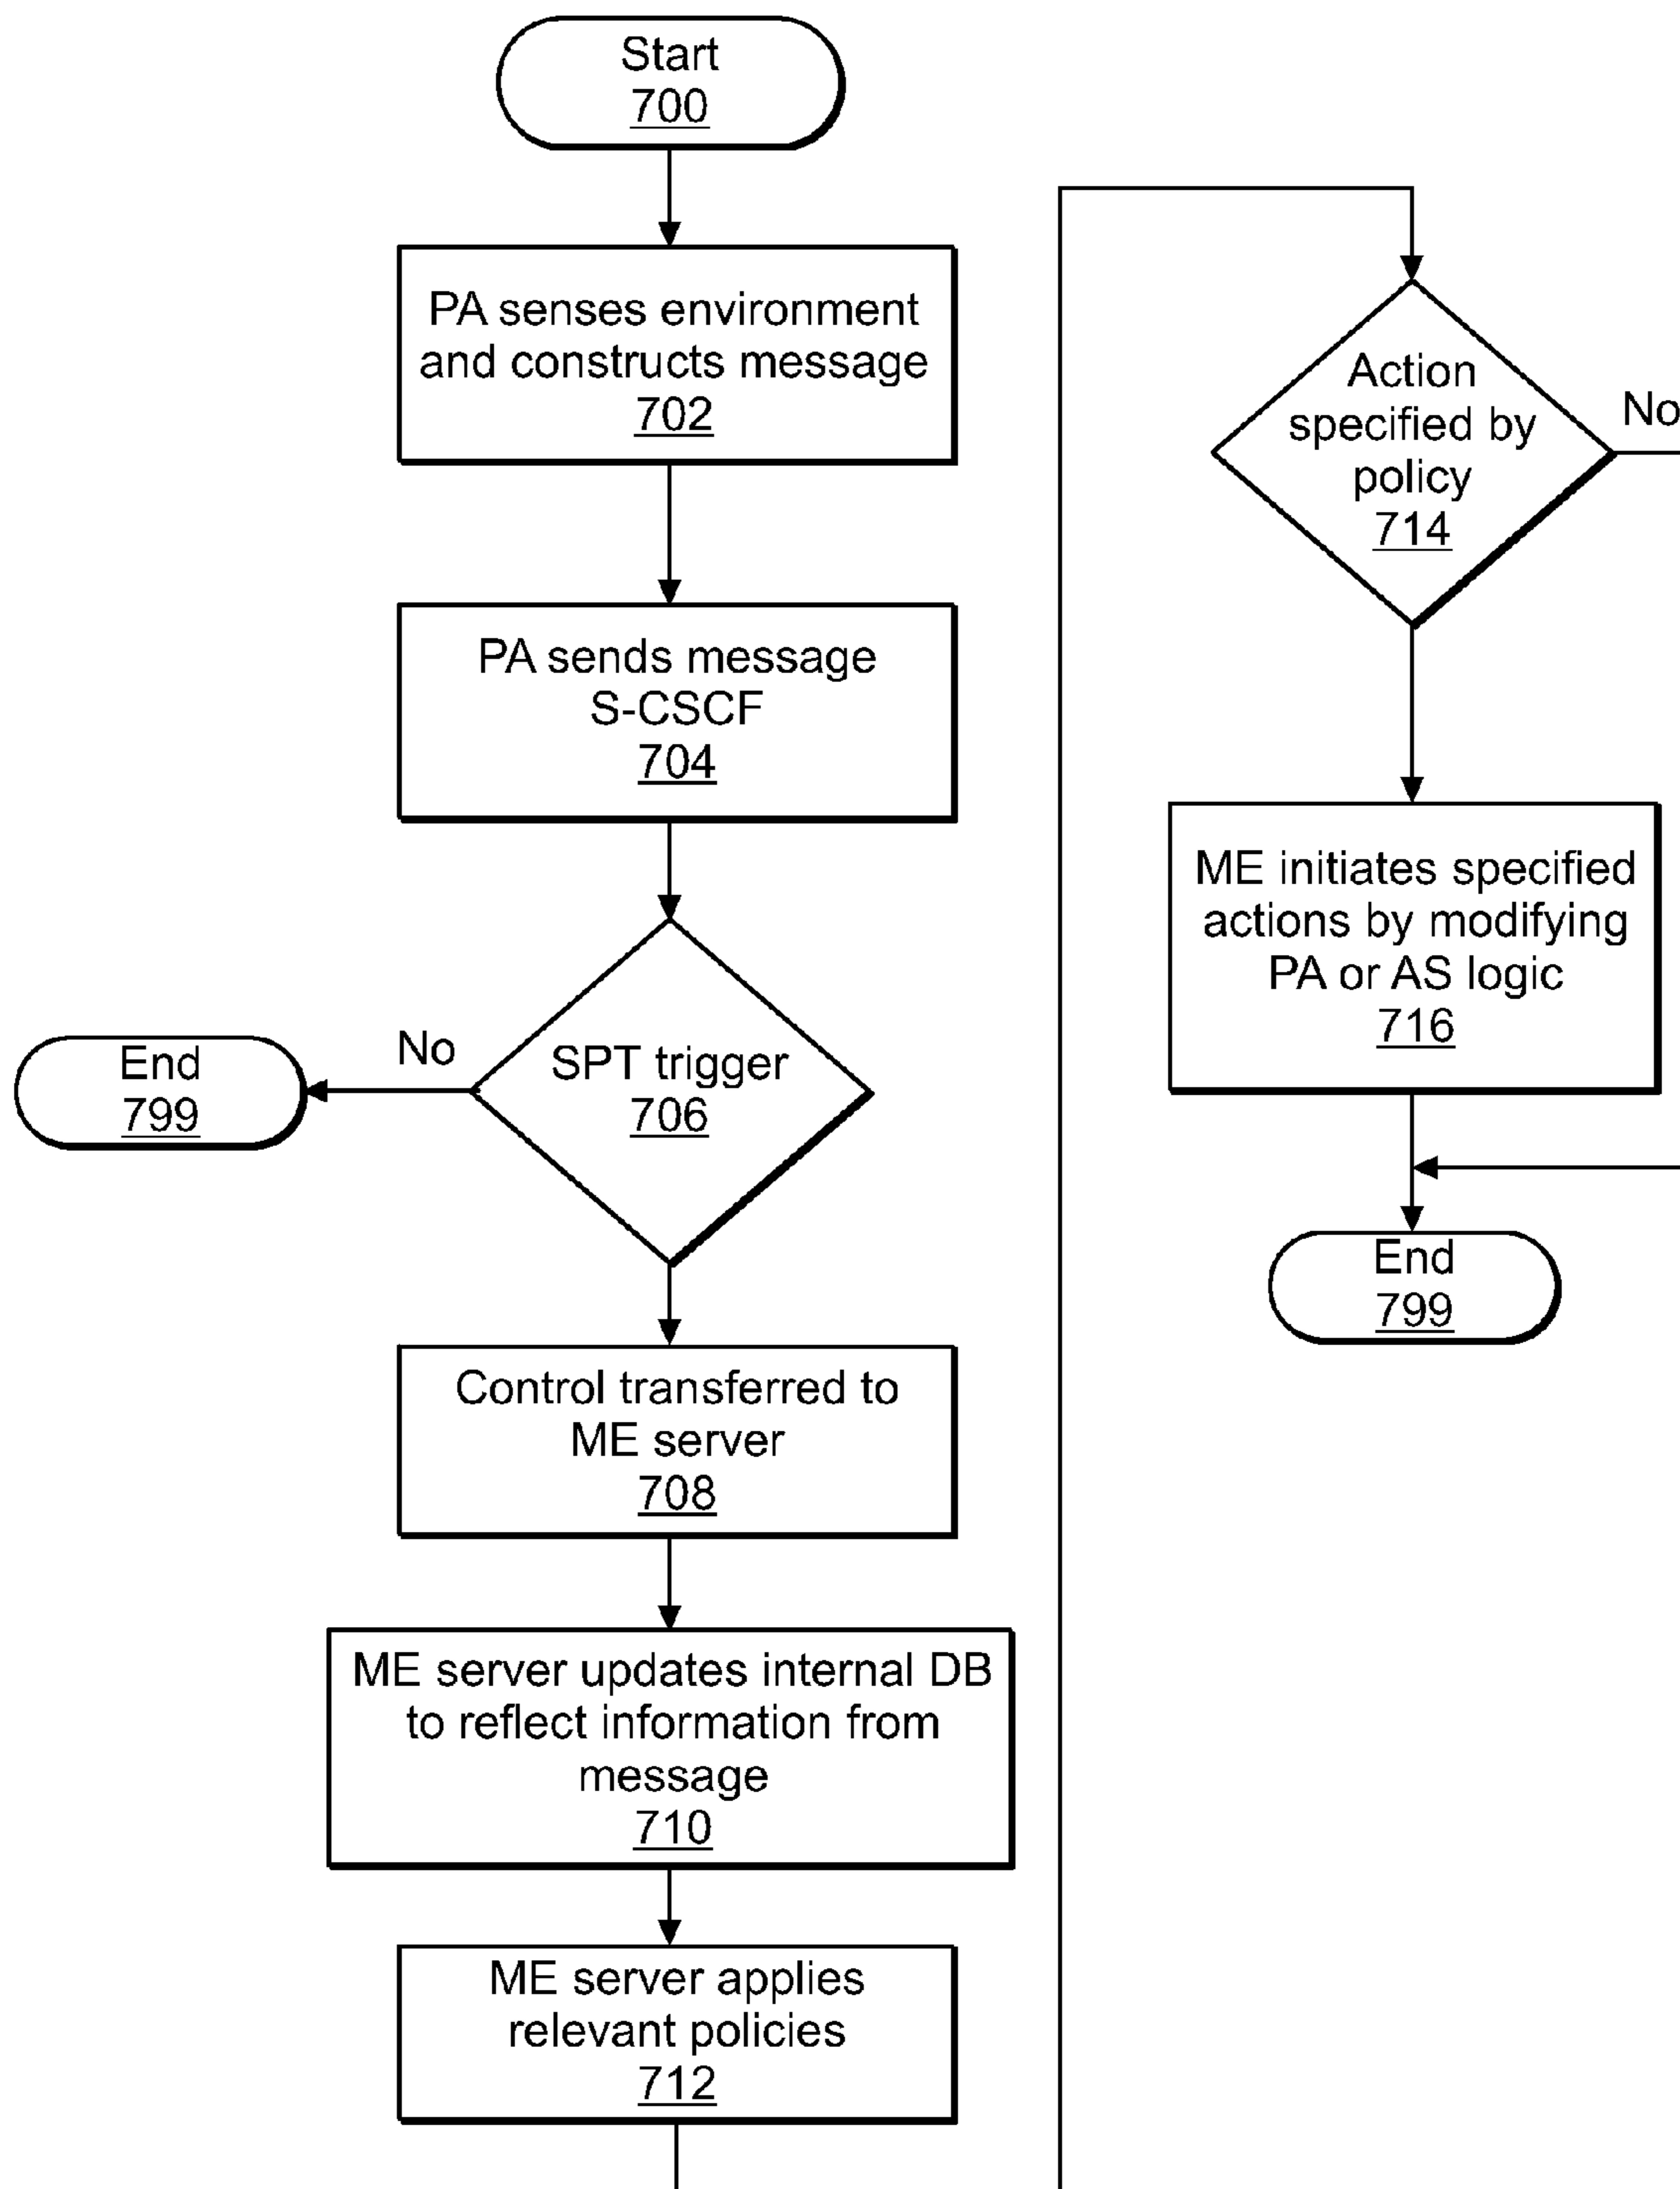 Start
700
PA senses environment
and constructs message
702
PA sends message
S-CSCF
704
SPT trigger
706
No
End
799
Control transferred to
ME server
708
ME server updates internal DB
to reflect information from
message
710
ME server applies
relevant policies
712
Action
specified by
policy
714
No
ME initiates specified
actions by modifying
PA or AS logic
716
End
799